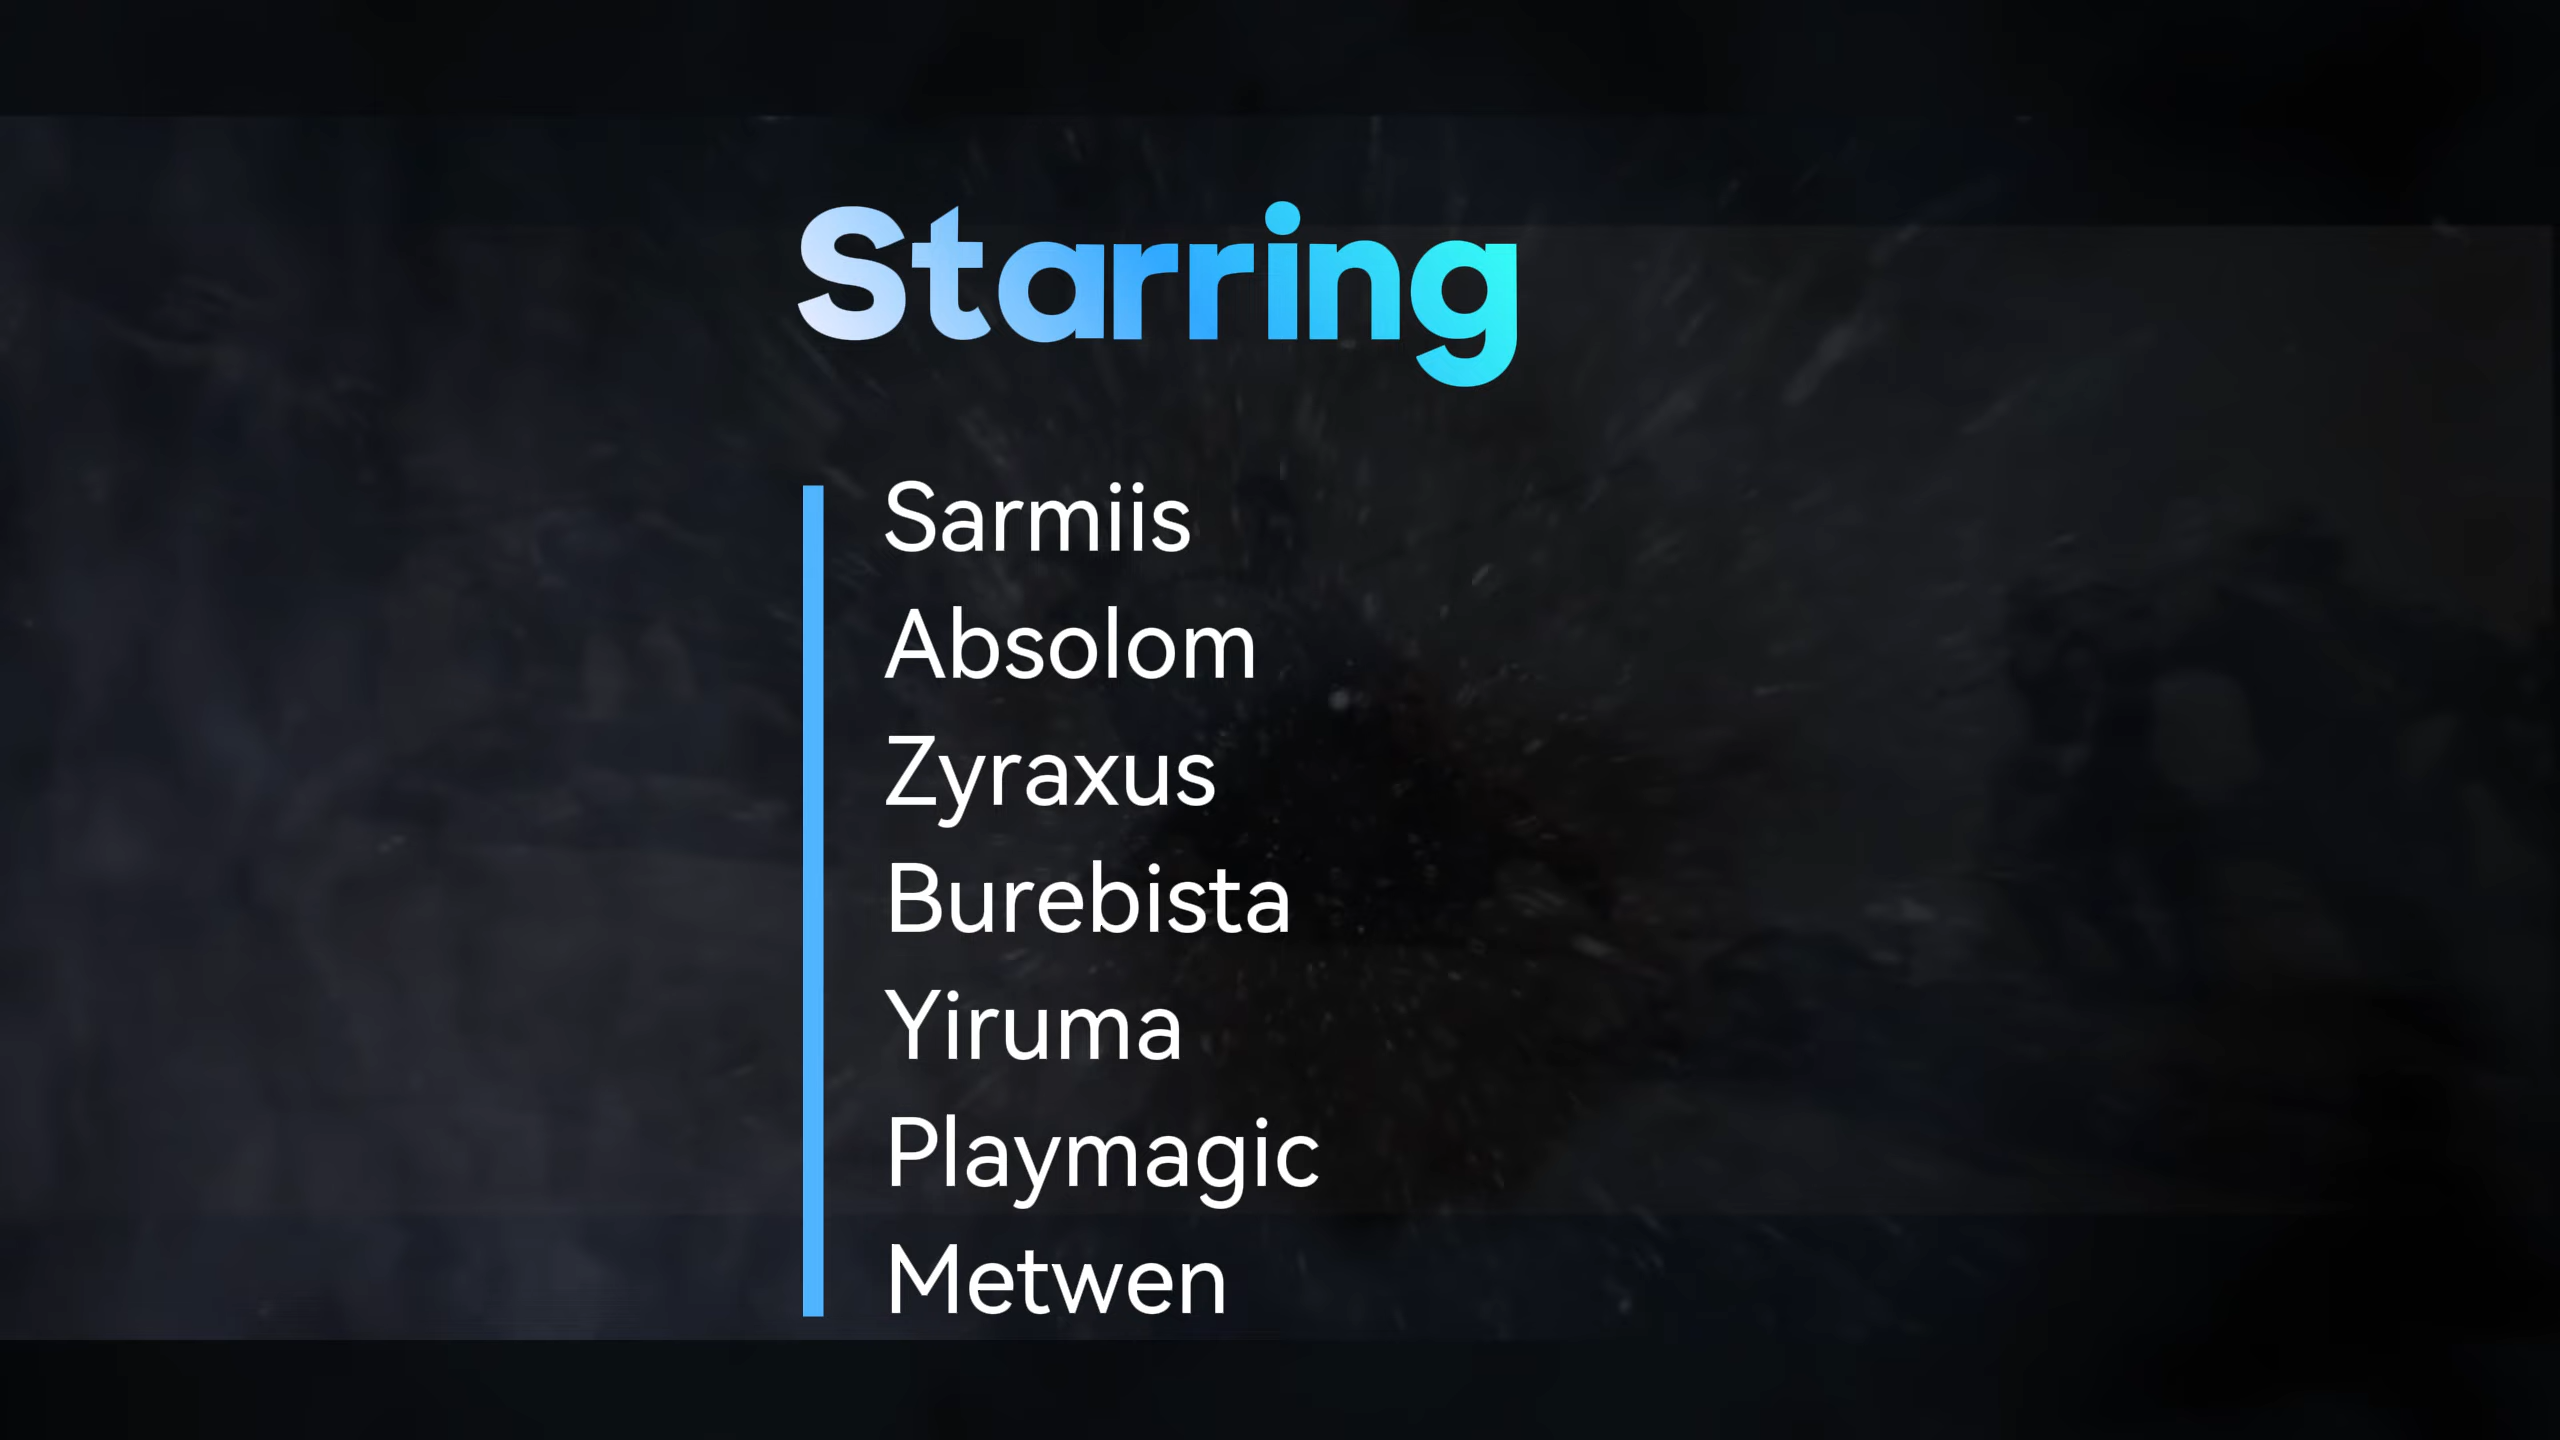 Starring
Sarmiis
Absolom
Zyraxus
Burebista
Yiruma
Playmagic
Metwen